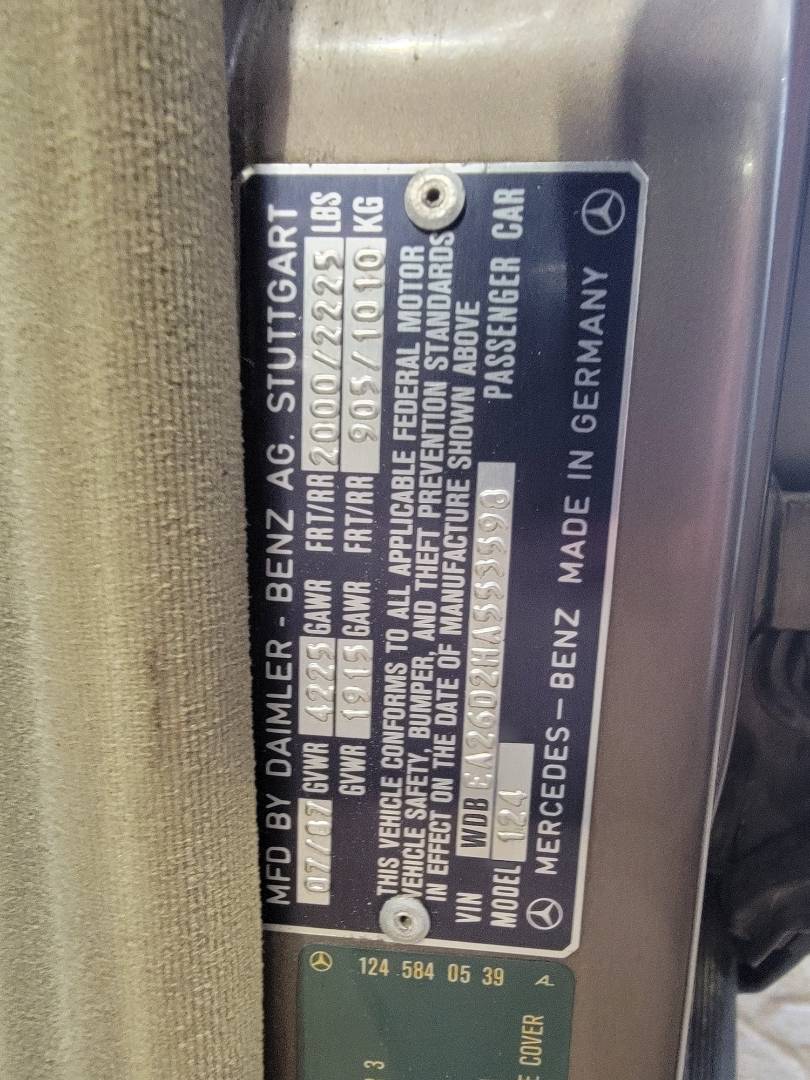 MFD BY DAIMLER - BENZ AG. STUTTGART
07/87 GVWR 4225 GAWR FRT/RR 2000/2225 LBS
GVWR 1915 GAWR FRT/RR 905/1010 KG
THIS VEHICLE CONFORMS TO ALL APPLICABLE FEDERAL MOTOR
VEHICLE SAFETY, BUMPER, AND THEFT PREVENTION STANDARDS
IN EFFECT ON THE DATE OF MANUFACTURE SHOWN ABOVE
VIN WDB EA26D2HA553598
MODEL 124 PASSENGER CAR
MERCEDES-BENZ MADE IN GERMANY
124 584 05 39 A
COVER